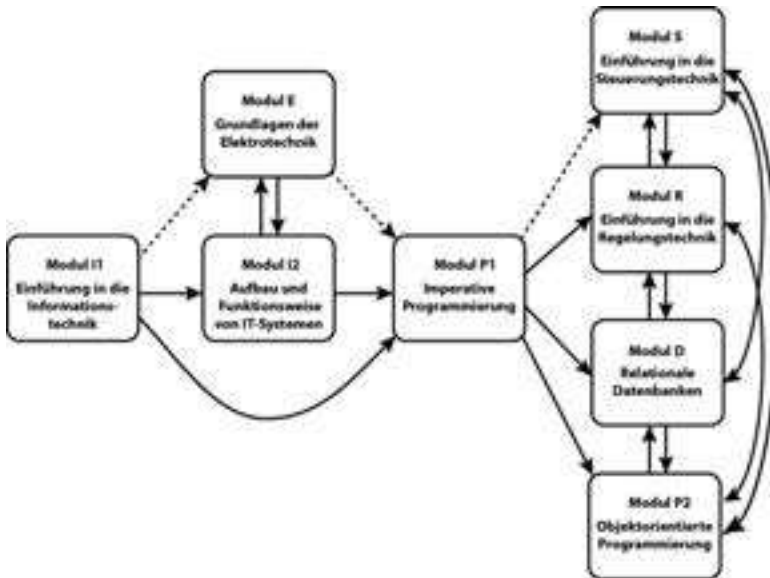 Modul I1
Einführung in die
Informations-
technik
Modul E
Grundlagen der
Elektrotechnik
Modul I2
Aufbau und
Funktionsweise
von IT-Systemen
Modul P1
Imperative
Programmierung
Modul S
Einführung in die
Steuerungstechnik
Modul R
Einführung in die
Regelungstechnik
Modul D
Relationale
Datenbanken
Modul P2
Objektorientierte
Programmierung